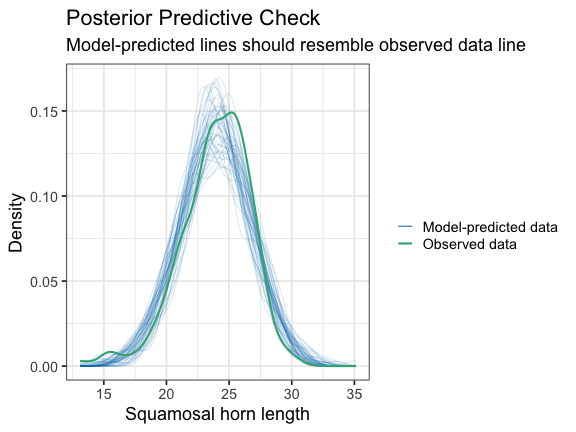 Posterior Predictive Check
Model-predicted lines should resemble observed data line
0.15
0.10
0.05
0.00
Density
15 20 25 30 35
Squamosal horn length
Model-predicted data
Observed data